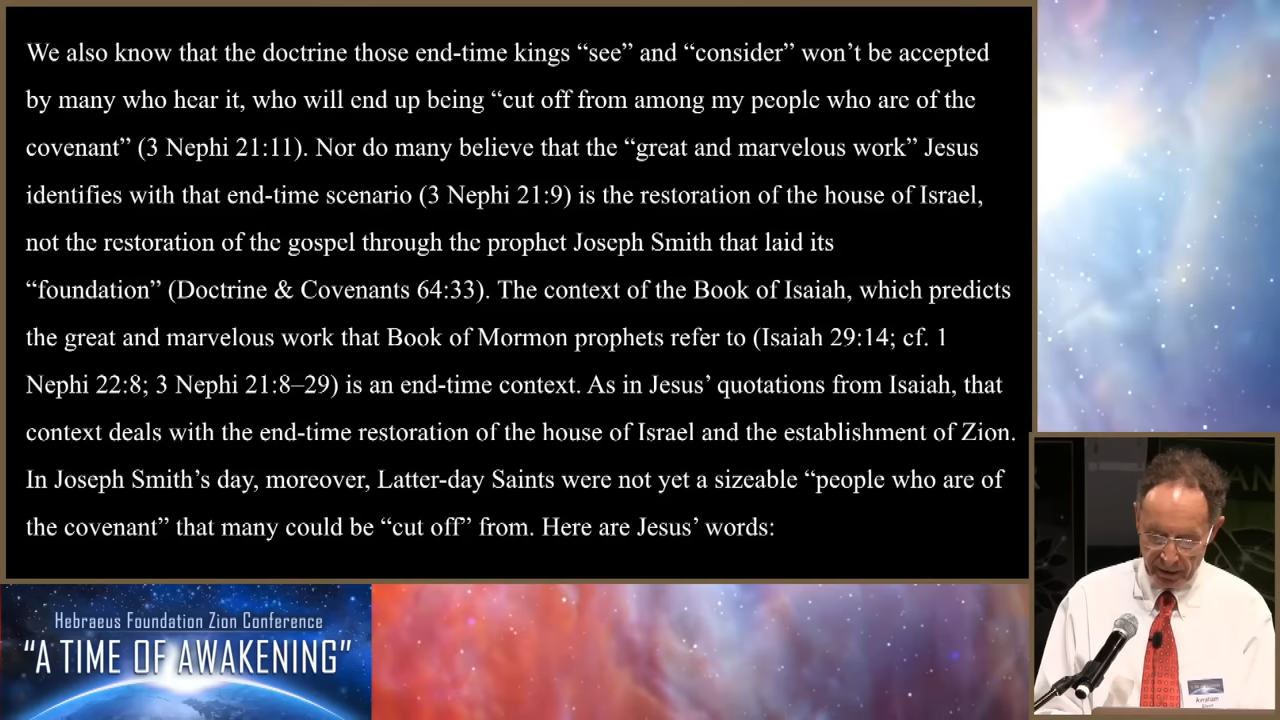 We also know that the doctrine those end-time kings “see” and “consider” won’t be accepted
by many who hear it, who will end up being “cut off from among my people who are of the
covenant” (3 Nephi 21:11). Nor do many believe that the “great and marvelous work” Jesus
identifies with that end-time scenario (3 Nephi 21:9) is the restoration of the house of Israel,
not the restoration of the gospel through the prophet Joseph Smith that laid its
“foundation” (Doctrine & Covenants 64:33). The context of the Book of Isaiah, which predicts
the great and marvelous work that Book of Mormon prophets refer to (Isaiah 29:14; cf. 1
Nephi 22:8; 3 Nephi 21:8–29) is an end-time context. As in Jesus’ quotations from Isaiah, that
context deals with the end-time restoration of the house of Israel and the establishment of Zion.
In Joseph Smith’s day, moreover, Latter-day Saints were not yet a sizeable “people who are of
the covenant” that many could be “cut off” from. Here are Jesus’ words:
Hebraeus Foundation Zion Conference
“A TIME OF AWAKENING”